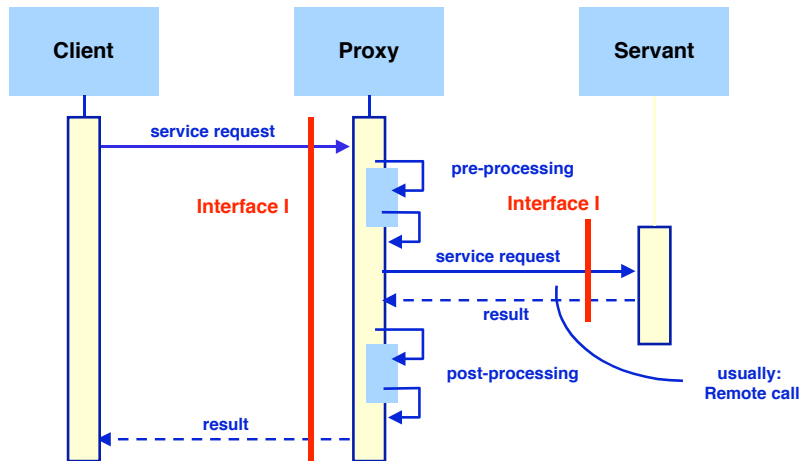 Client
Proxy
Servant
service request
pre-processing
Interface I
Interface I
service request
result
post-processing
usually:
Remote call
result